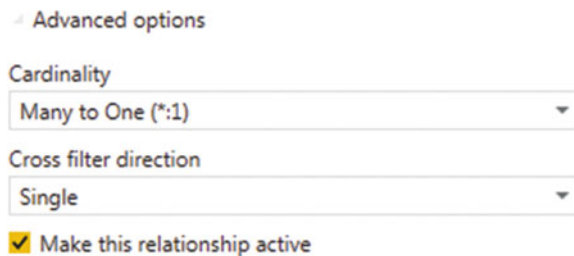 Advanced options
Cardinality
Many to One (*:1)
Cross filter direction
Single
Make this relationship active